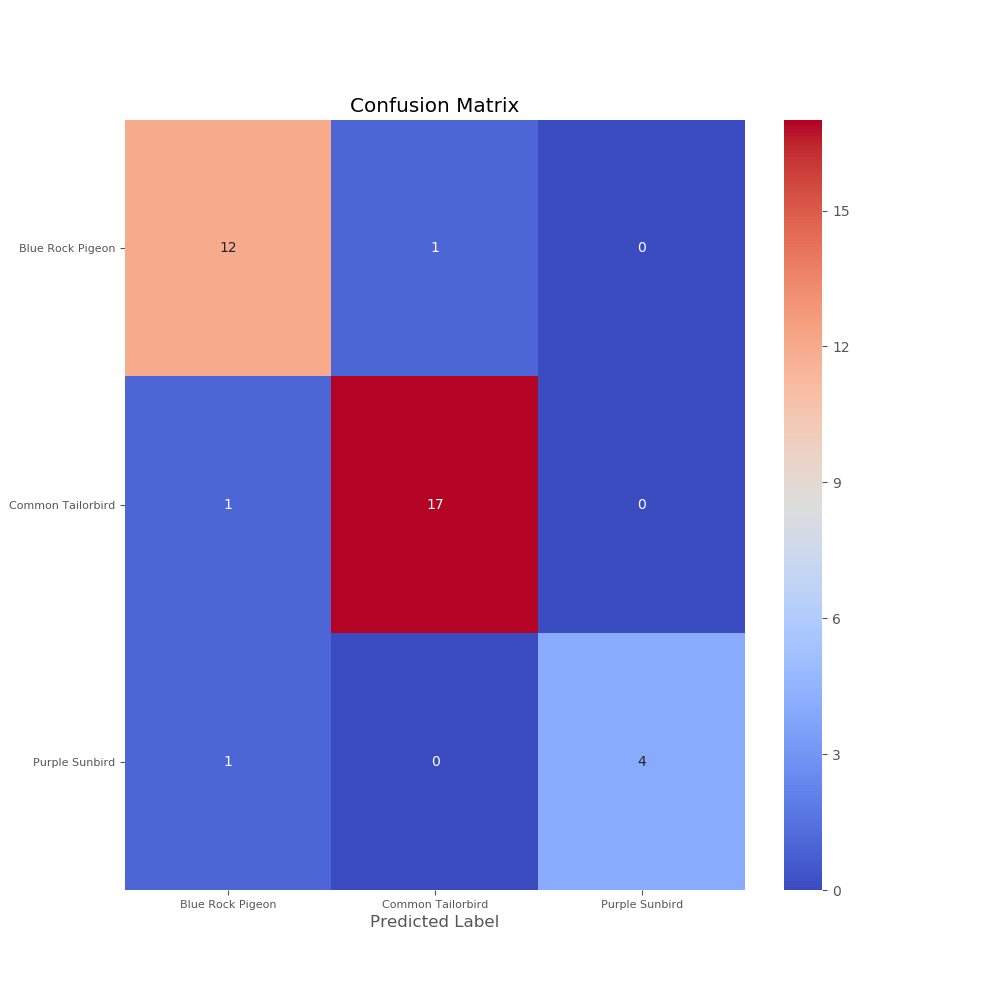 Confusion Matrix
Blue Rock Pigeon 12 1 0
Common Tailorbird 1 17 0
Purple Sunbird 1 0 4
Blue Rock Pigeon Common Tailorbird Purple Sunbird
Predicted Label
15
12
9
6
3
0